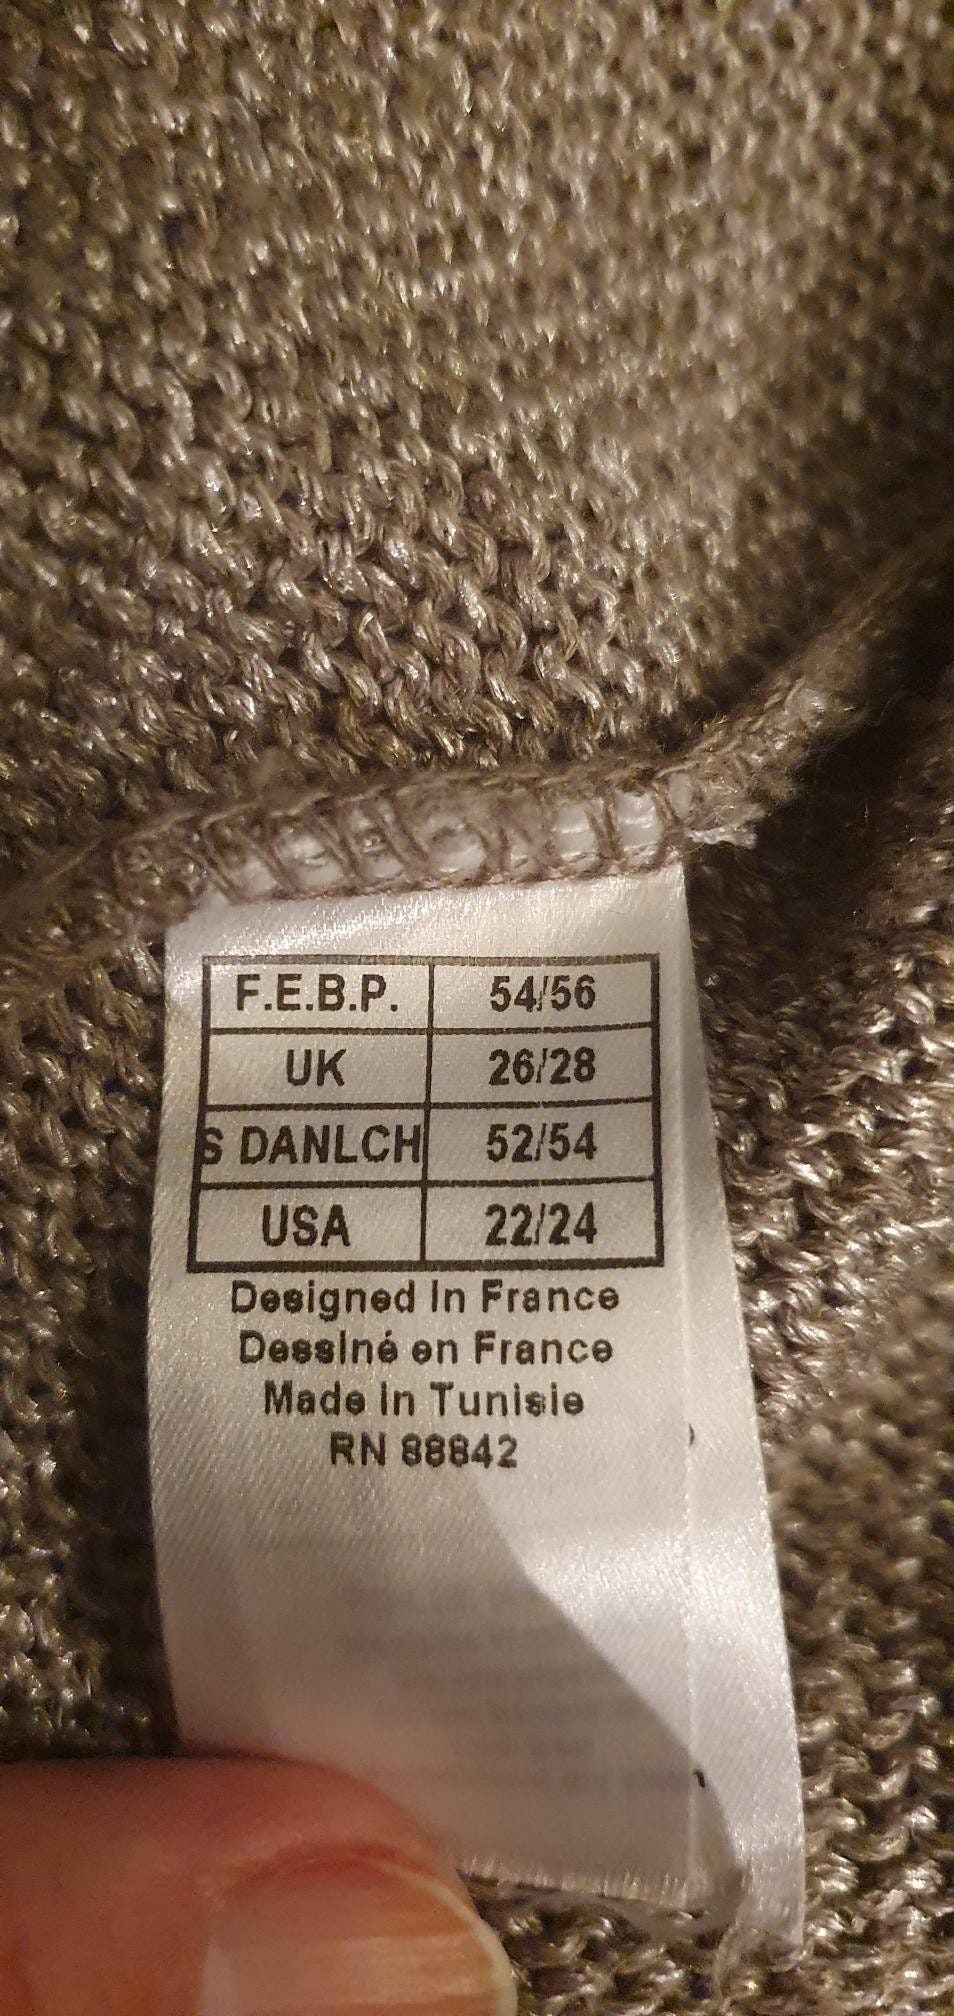 F.E.B.P. 54/56
UK 26/28
S DANLCH 52/54
USA 22/24
Designed in France
Dessiné en France
Made in Tunisie
RN 88842